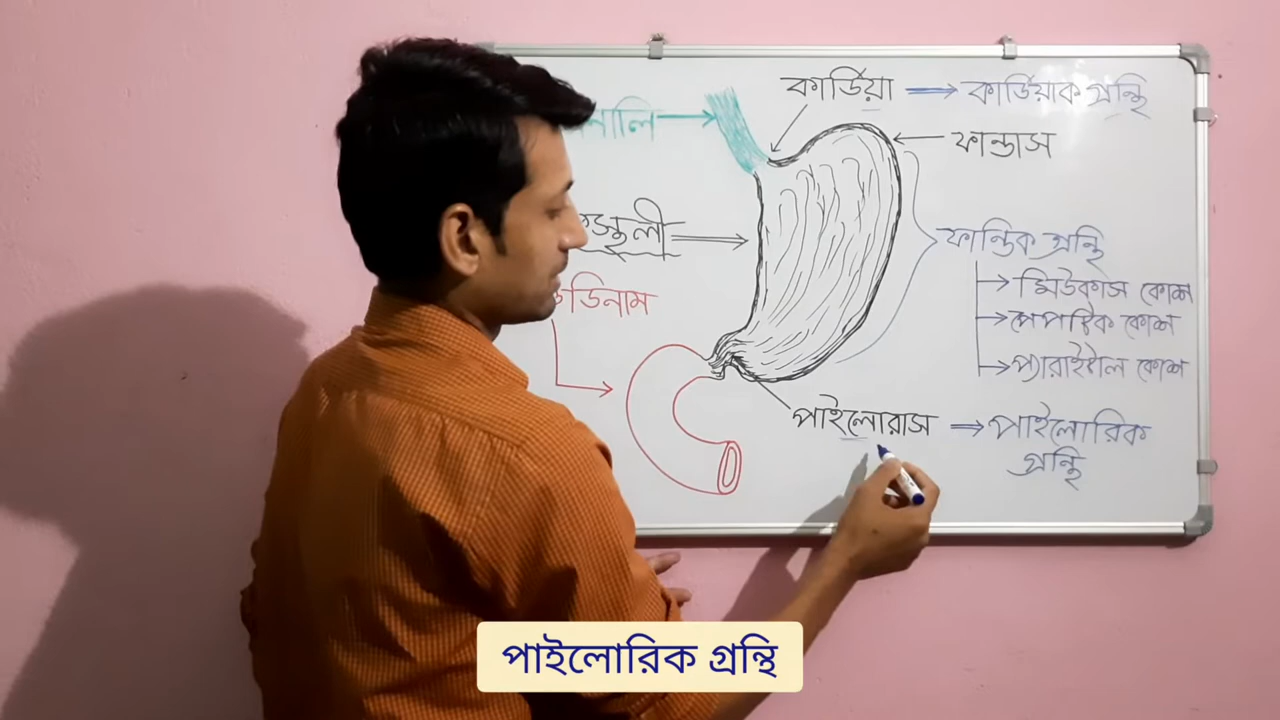 কার্ডিয়া ⇒ কার্ডিয়াক গ্রন্থি
ফান্ডাস
ফান্ডিক গ্রন্থি
মিউকাস কোশ
পেপটিক কোশ
প্যারাইটাল কোশ
পাইলোরাস ⇒ পাইলোরিক
গ্রন্থি
পাইলোরিক গ্রন্থি